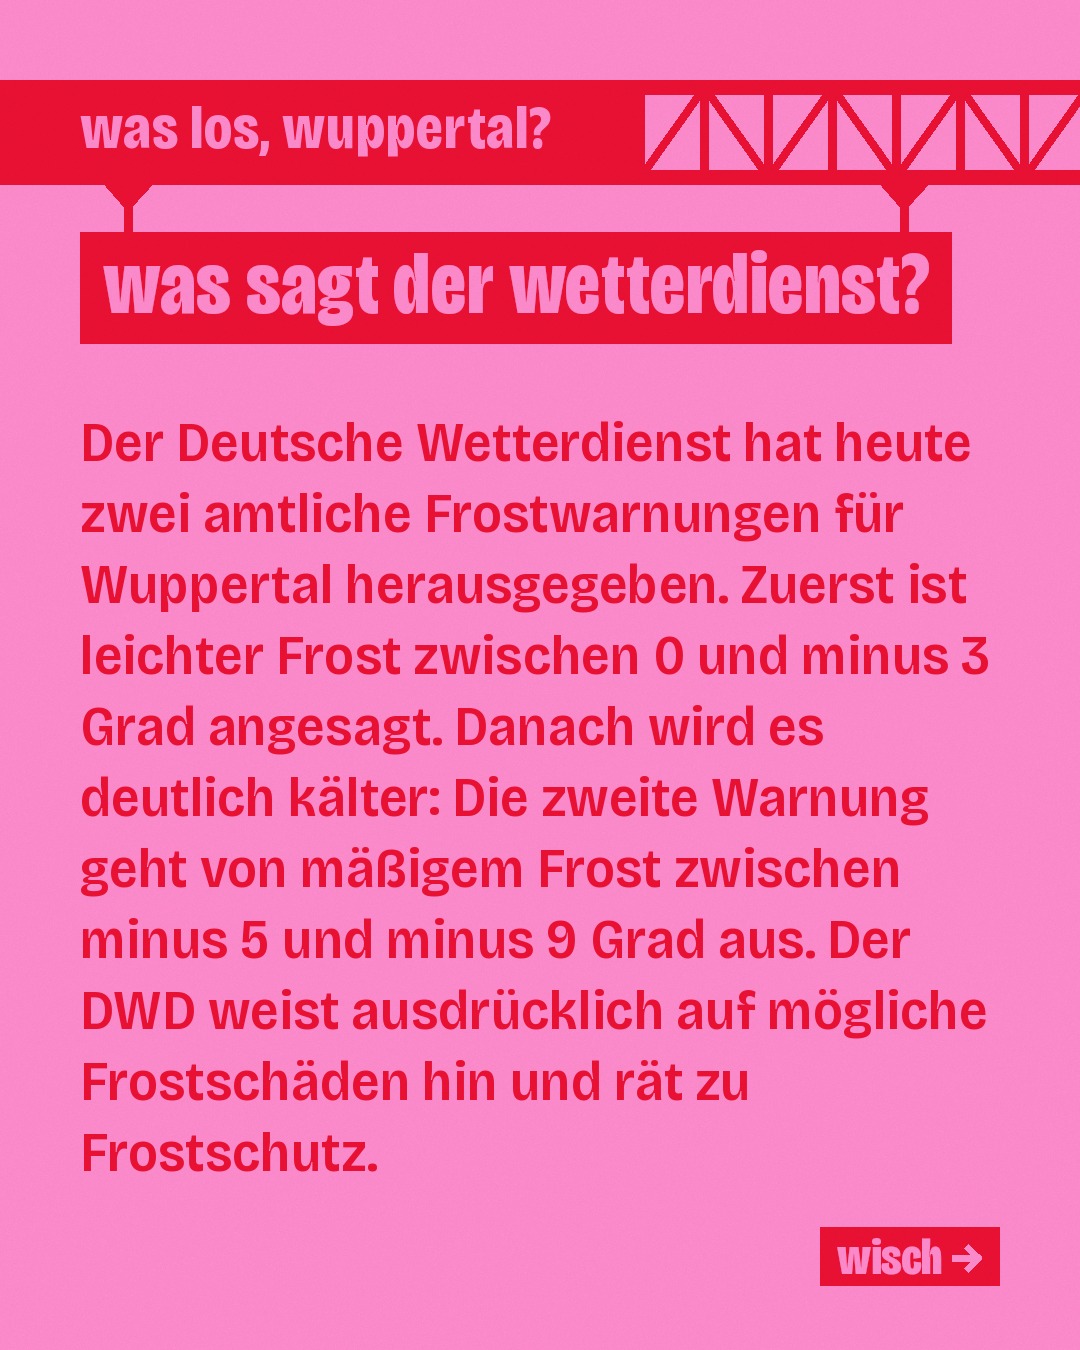 was los, wuppertal?
was sagt der wetterdienst?
Der Deutsche Wetterdienst hat heute
zwei amtliche Frostwarnungen für
Wuppertal herausgegeben. Zuerst ist
leichter Frost zwischen 0 und minus 3
Grad angesagt. Danach wird es
deutlich kälter: Die zweite Warnung
geht von mäßigem Frost zwischen
minus 5 und minus 9 Grad aus. Der
DWD weist ausdrücklich auf mögliche
Frostschäden hin und rät zu
Frostschutz.
wisch →